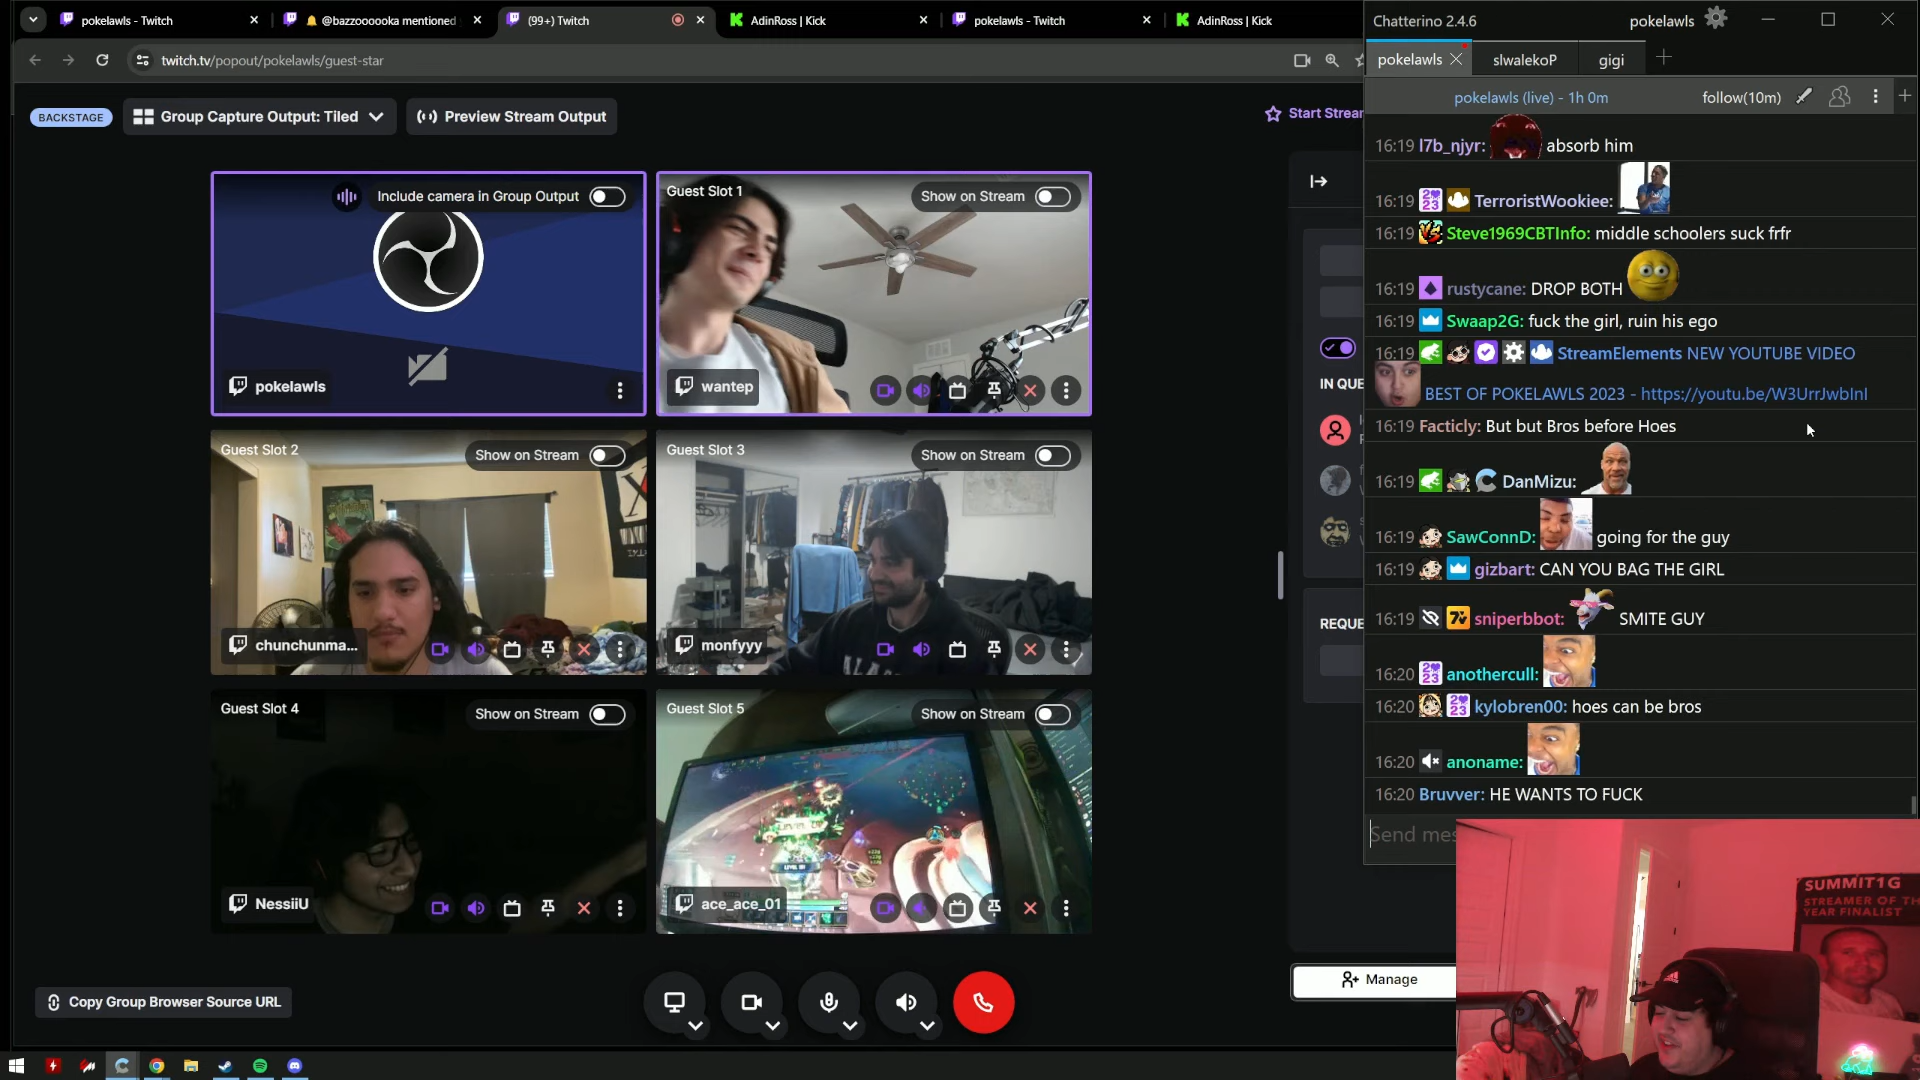 pokelawls - Twitch
@bazzoooooka mentioned
(99+) Twitch
AdinRoss | Kick
pokelawls - Twitch
AdinRoss | Kick
Chatterino 2.4.6
pokelawls
twitch.tv/popout/pokelawls/guest-star
pokelawls
slwalekoP
gigi
BACKSTAGE
Group Capture Output: Tiled
Preview Stream Output
Start Strear
pokelawls (live) - 1h 0m
follow(10m)
Include camera in Group Output
pokelawls
Guest Slot 1
Show on Stream
wantep
Guest Slot 2
Show on Stream
chunchunma...
Guest Slot 3
Show on Stream
monfyyy
Guest Slot 4
Show on Stream
NessiiU
Guest Slot 5
Show on Stream
ace_ace_01
IN QUE
REQUE
Manage
Copy Group Browser Source URL
16:19 l7b_njyr: absorb him
16:19 TerroristWookiee:
16:19 Steve1969CBTInfo: middle schoolers suck frfr
16:19 rustycane: DROP BOTH
16:19 Swaap2G: fuck the girl, ruin his ego
16:19 StreamElements NEW YOUTUBE VIDEO
BEST OF POKELAWLS 2023 - https://youtu.be/W3UrrJwbInI
16:19 Facticly: But but Bros before Hoes
16:19 DanMizu:
16:19 SawConnD: going for the guy
16:19 gizbart: CAN YOU BAG THE GIRL
16:19 sniperbbot: SMITE GUY
16:20 anothercull:
16:20 kylobren00: hoes can be bros
16:20 anoname:
16:20 Bruvver: HE WANTS TO FUCK
Send mes
SUMMIT1G
STREAMER OF TH
YEAR FINALIST